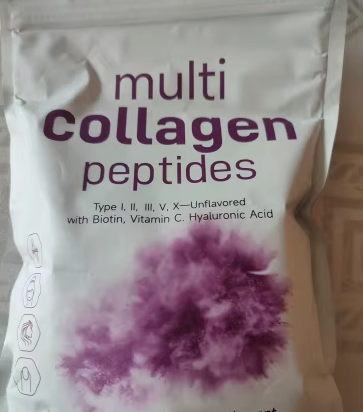 multi
Collagen
peptides
Type I, II, III, V, X—Unflavored
with Biotin, Vitamin C. Hyaluronic Acid